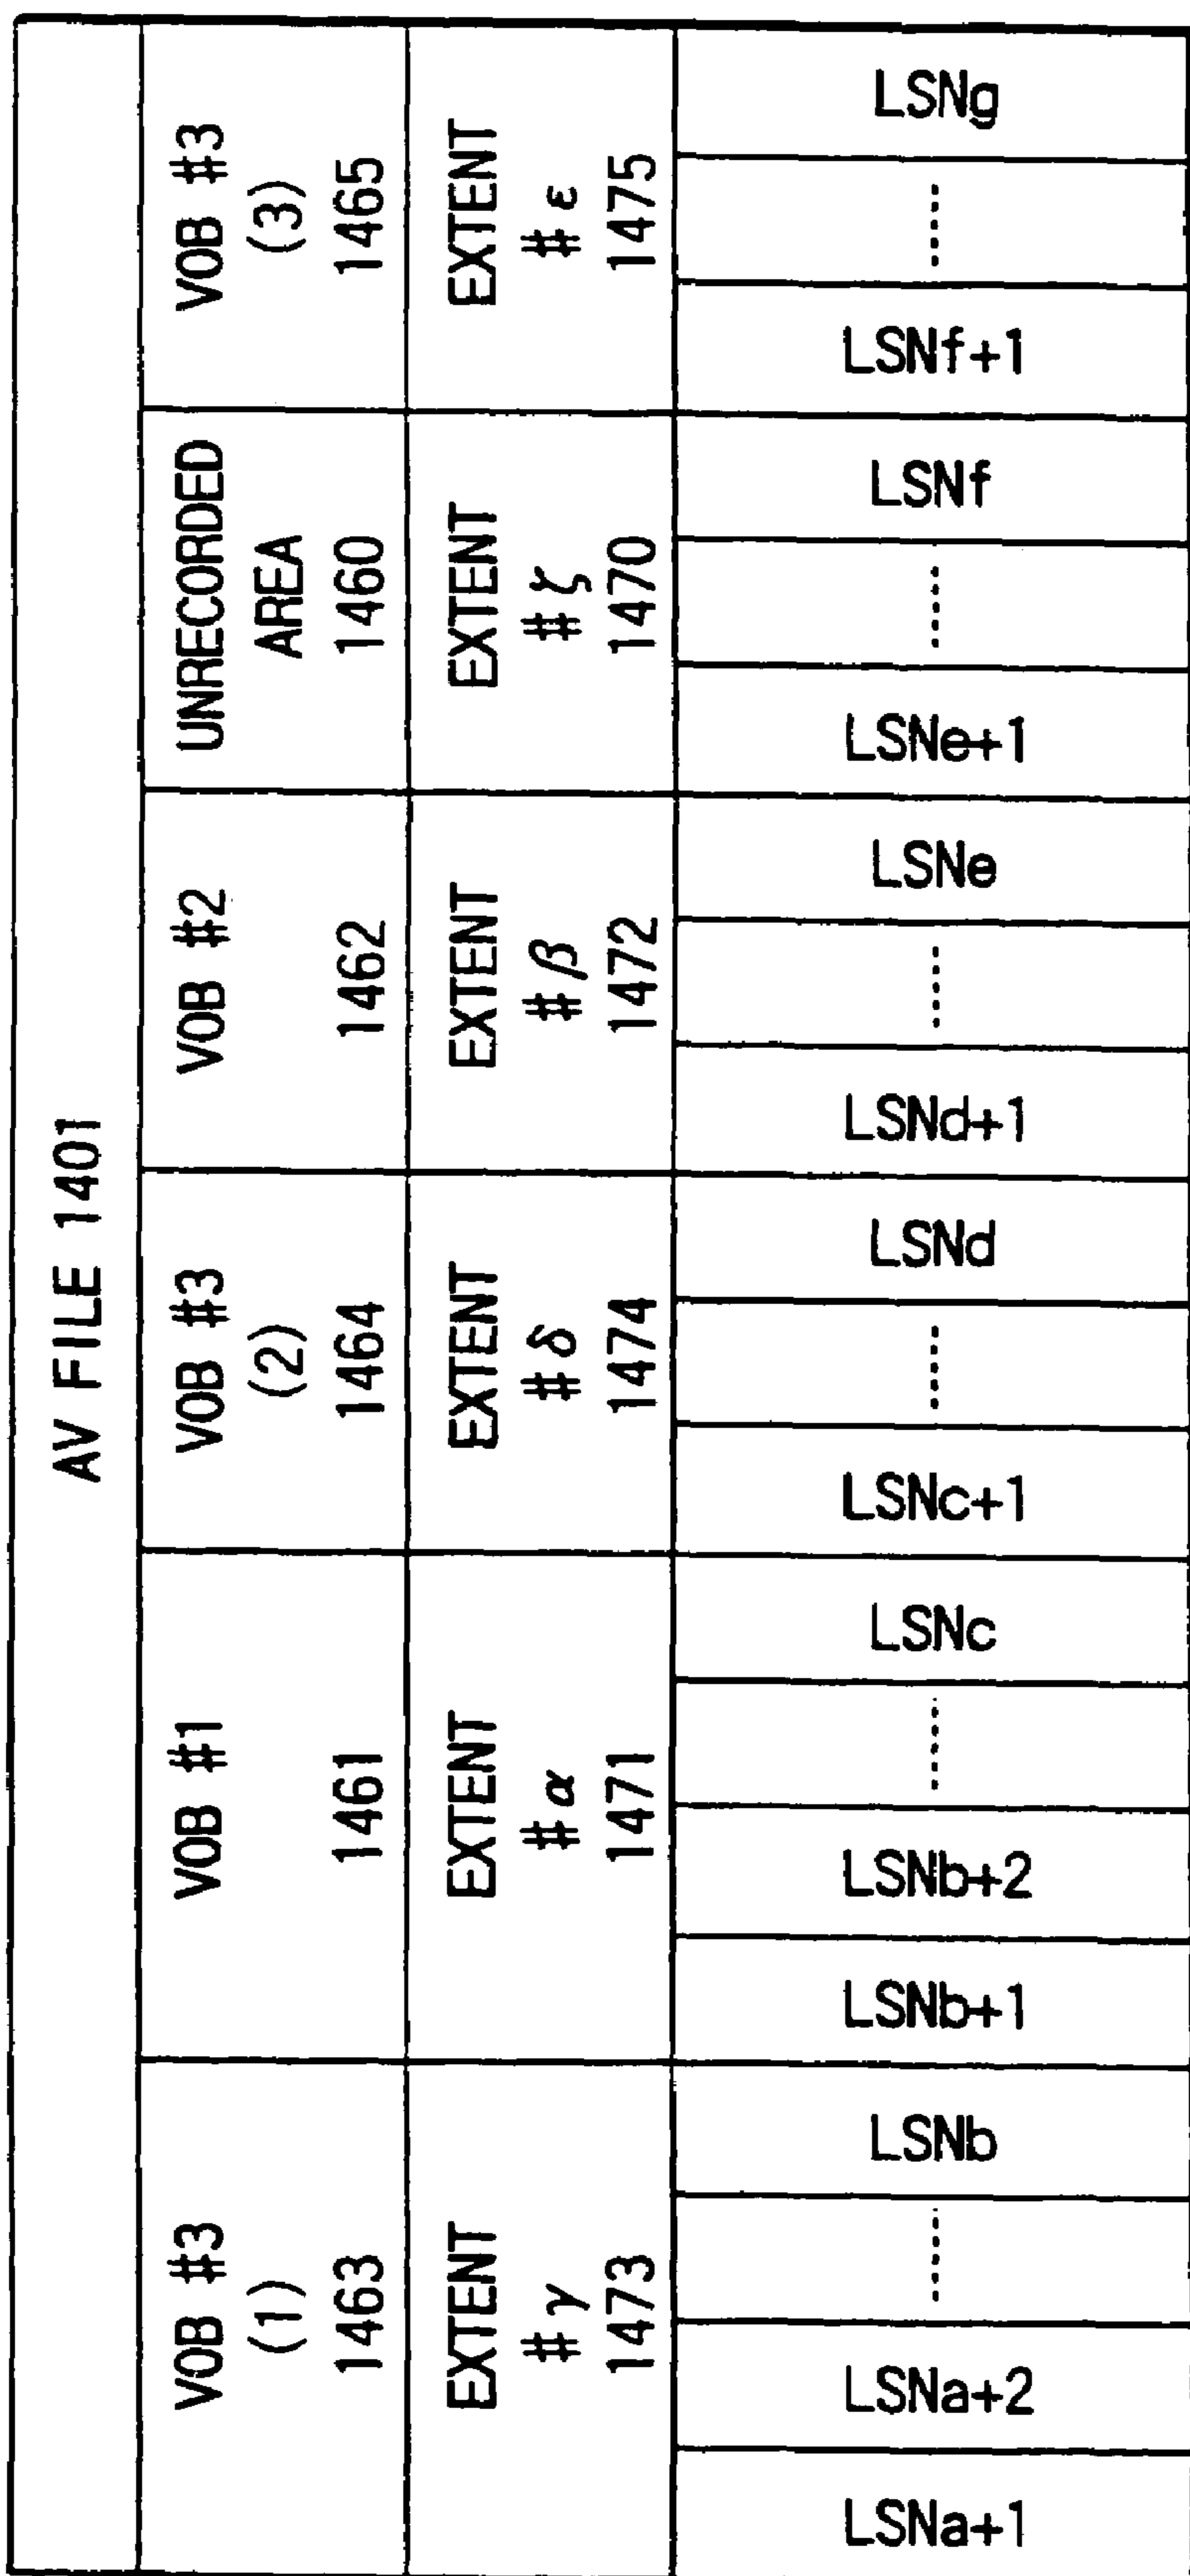 AV FILE 1401
VOB #3
(1)
1463
VOB #1
1461
VOB #3
(2)
1464
VOB #2
1462
UNRECORDED
AREA
1460
VOB #3
(3)
1465
EXTENT
#γ
1473
EXTENT
#α
1471
EXTENT
#δ
1474
EXTENT
#β
1472
EXTENT
#ζ
1470
EXTENT
#ε
1475
LSNa+1
LSNa+2
LSNb
LSNb+1
LSNb+2
LSNc
LSNc+1
LSNd
LSNd+1
LSNe
LSNe+1
LSNf
LSNf+1
LSNg